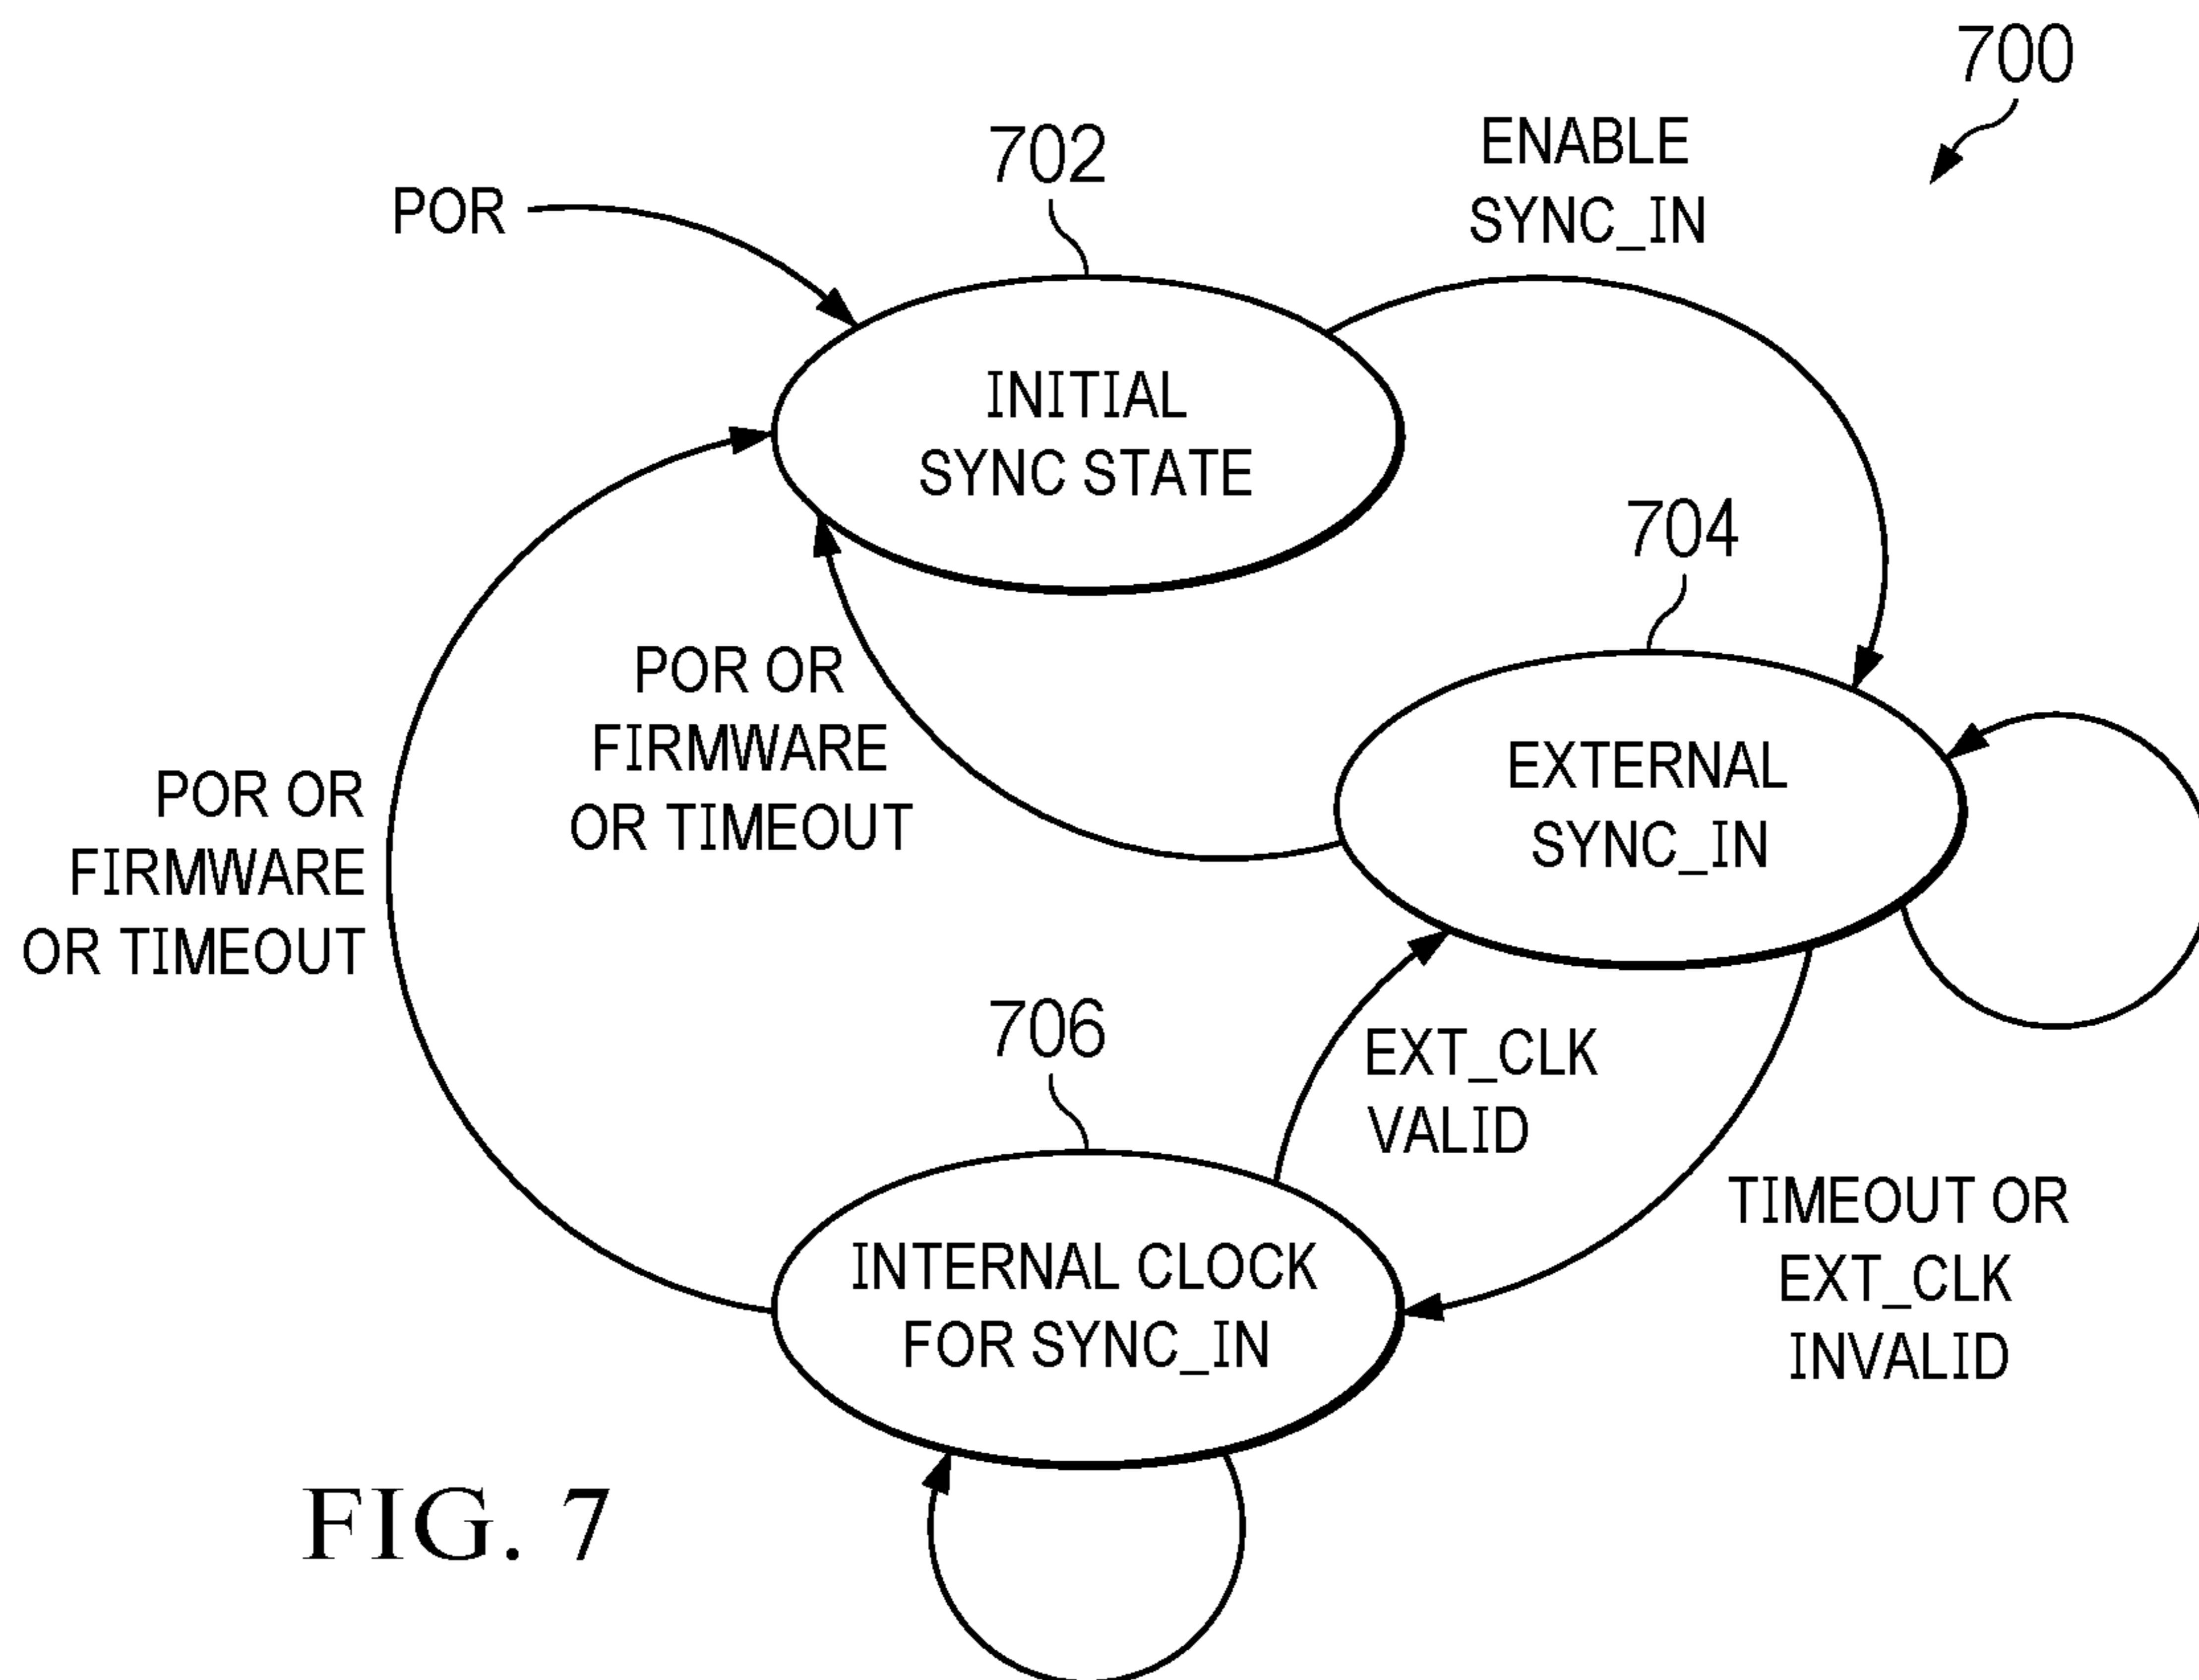 700
702
ENABLE
SYNC_IN
POR
INITIAL
SYNC STATE
704
POR OR
FIRMWARE
OR TIMEOUT
EXTERNAL
SYNC_IN
POR OR
FIRMWARE
OR TIMEOUT
706
EXT_CLK
VALID
TIMEOUT OR
EXT_CLK
INVALID
INTERNAL CLOCK
FOR SYNC_IN
FIG. 7